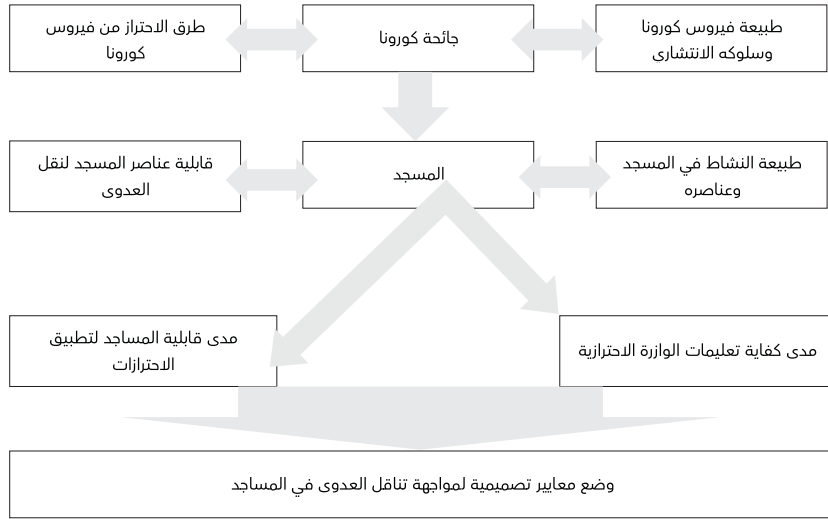 طبيعة فيروس كورونا
وسلوكه الانتشارى
جائحة كورونا
طرق الاحتراز من فيروس
كورونا
طبيعة النشاط في المسجد
وعناصره
المسجد
قابلية عناصر المسجد لنقل
العدوى
مدى كفاية تعليمات الوازرة الاحترازية
مدى قابلية المساجد لتطبيق
الاحترازات
وضع معايير تصميمية لمواجهة تناقل العدوى في المساجد